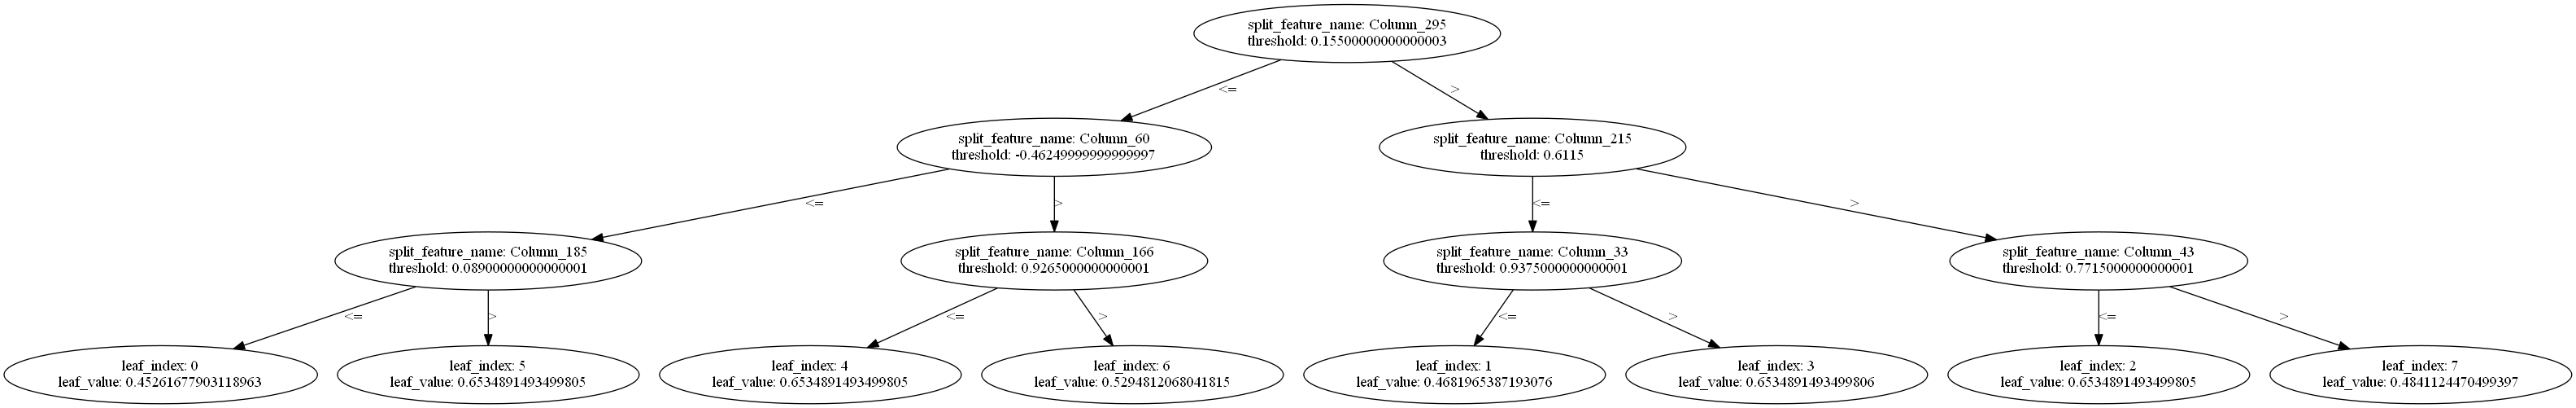 split_feature_name: Column_295
threshold: 0.15500000000000003
<=
>
split_feature_name: Column_60
threshold: -0.46249999999999997
split_feature_name: Column_215
threshold: 0.6115
<=
>
<=
>
split_feature_name: Column_185
threshold: 0.08900000000000001
split_feature_name: Column_166
threshold: 0.9265000000000001
split_feature_name: Column_33
threshold: 0.9375000000000001
split_feature_name: Column_43
threshold: 0.7715000000000001
<=
>
<=
>
<=
>
<=
>
leaf_index: 0
leaf_value: 0.45261677903118963
leaf_index: 5
leaf_value: 0.6534891493499805
leaf_index: 4
leaf_value: 0.6534891493499805
leaf_index: 6
leaf_value: 0.5294812068041815
leaf_index: 1
leaf_value: 0.4681965387193076
leaf_index: 3
leaf_value: 0.6534891493499806
leaf_index: 2
leaf_value: 0.6534891493499805
leaf_index: 7
leaf_value: 0.4841124470499397